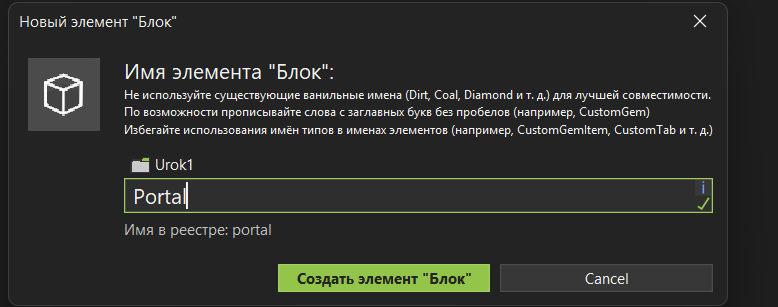 Новый элемент "Блок"
Имя элемента "Блок":
Не используйте существующие ванильные имена (Dirt, Coal, Diamond и т. д.) для лучшей совместимости.
По возможности прописывайте слова с заглавных букв без пробелов (например, CustomGem)
Избегайте использования имён типов в именах элементов (например, CustomGemItem, CustomTab и т. д.)
Urok1
Portal
Имя в реестре: portal
Создать элемент "Блок"
Cancel